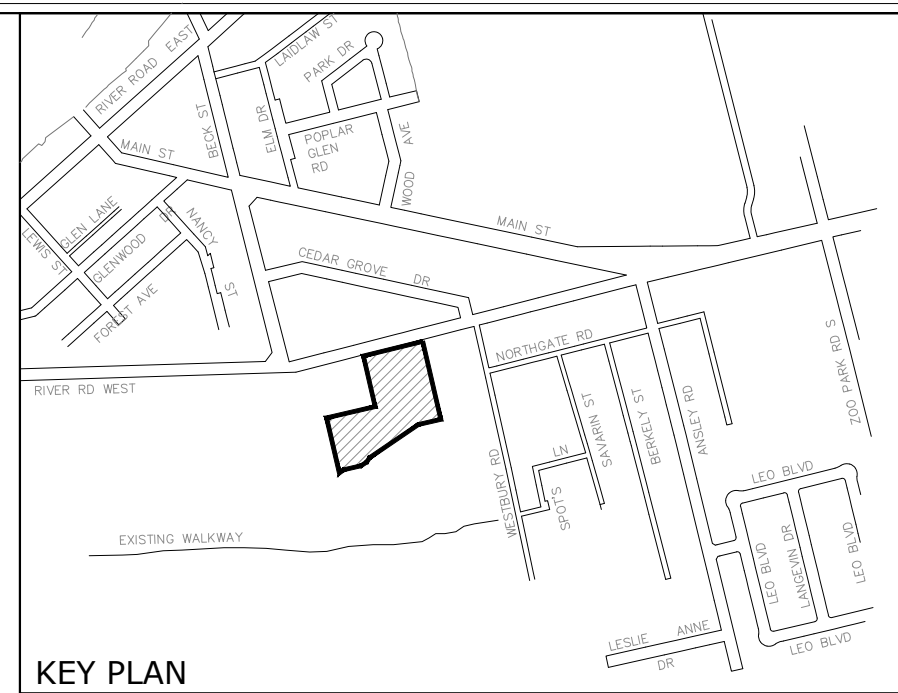 RIVER ROAD EAST
LAIDLAW ST
PARK DR
BECK ST
ELM DR
POPLAR
GLEN
RD
WOOD AVE
MAIN ST
MAIN ST
LEWIS ST
GLEN LANE
GLENWOOD DR
NANCY ST
FOREST AVE
CEDAR GROVE DR
NORTHGATE RD
RIVER RD WEST
WESTBURY RD
SPOT'S LN
SAVARIN ST
BERKELY ST
ANSLEY RD
ZOO PARK RD S
LEO BLVD
LEO BLVD
LANGEVIN DR
LEO BLVD
LEO BLVD
EXISTING WALKWAY
LESLIE ANNE
DR
KEY PLAN